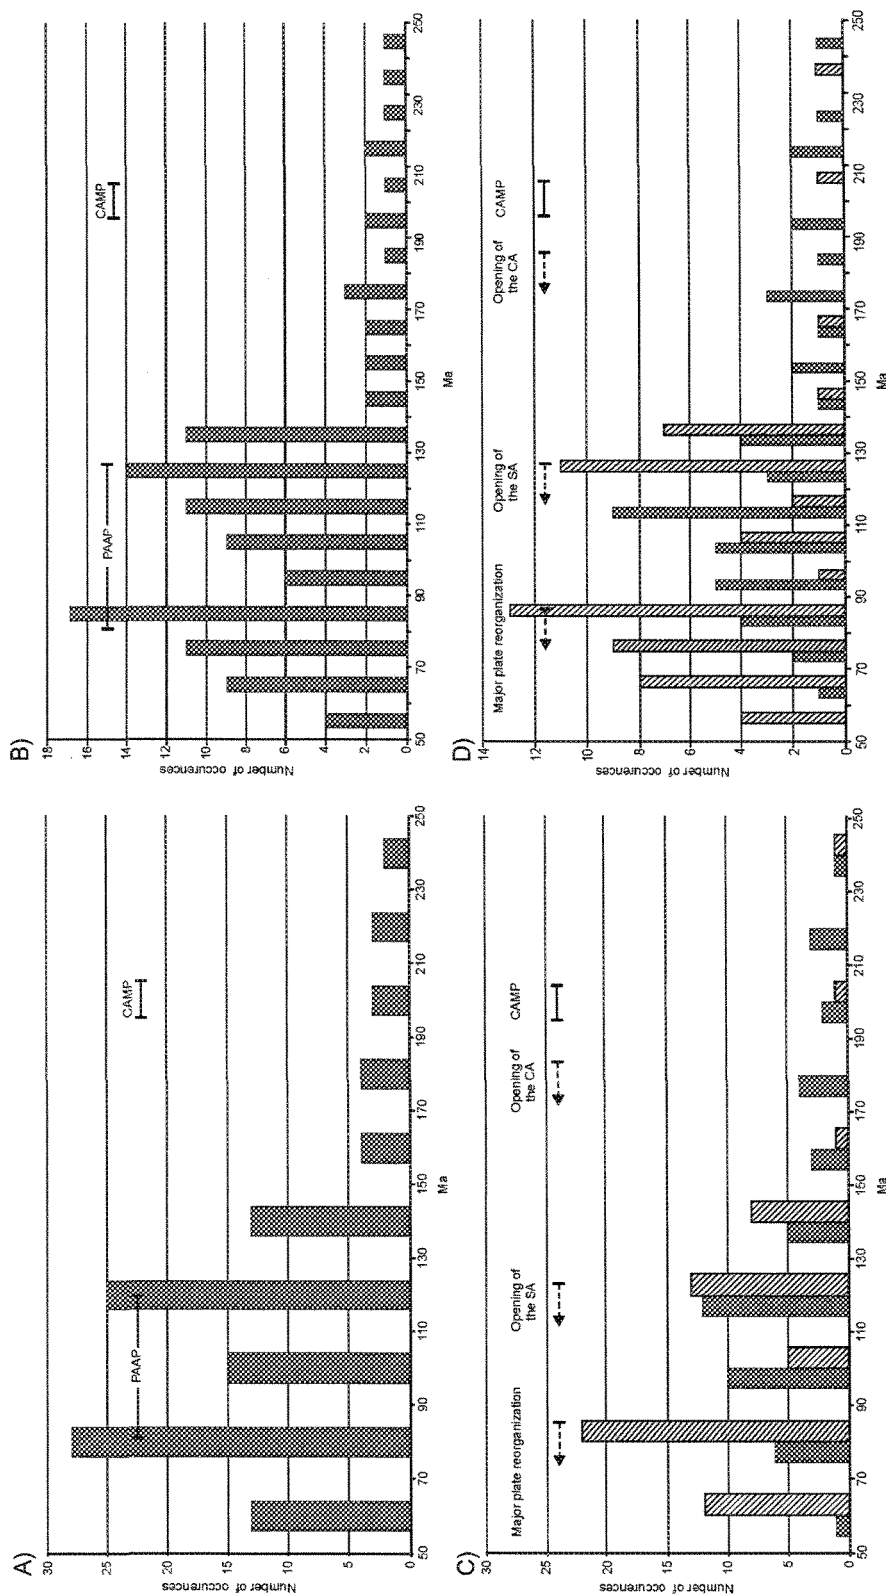 A)
Number of occurences
30
25
20
15
10
5
0
PAAP
CAMP
50
70
90
110
130
150
170
190
210
230
250
Ma
B)
Number of occurences
18
16
14
12
10
8
6
4
2
0
PAAP
CAMP
50
70
90
110
130
150
170
190
210
230
250
Ma
C)
Number of occurences
30
25
20
15
10
5
0
Major plate reorganization
Opening of
the SA
Opening of
the CA
CAMP
50
70
90
110
130
150
170
190
210
230
250
Ma
D)
Number of occurences
14
12
10
8
6
4
2
0
Major plate reorganization
Opening of
the SA
Opening of
the CA
CAMP
50
70
90
110
130
150
170
190
210
230
250
Ma